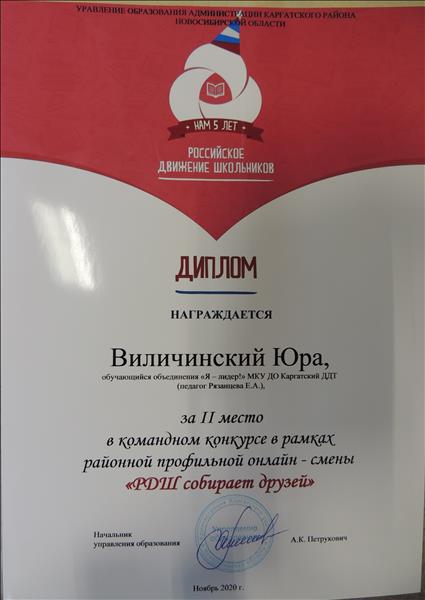 УРАВЛЕНИЕ ОБРАЗОВАНИЯ АДМИНИСТРАЦИИ КАРГАТСКОГО РАЙОНА
НОВОСИБИРСКОЙ ОБЛАСТИ
НАМ 5 ЛЕТ
РОССИЙСКОЕ
ДВИЖЕНИЕ ШКОЛЬНИКОВ
ДИПЛОМ
НАГРАЖДАЕТСЯ
Виличинский Юра,
обучающийся объединения «Я – лидер!» МКУ ДО Каргатский ДДТ
(педагог Рязанцева Е.А.),
за II место
в командном конкурсе в рамках
районной профильной онлайн - смены
«РДШ собирает друзей»
Начальник
управления образования
А.К. Петрукович
Ноябрь 2020 г.